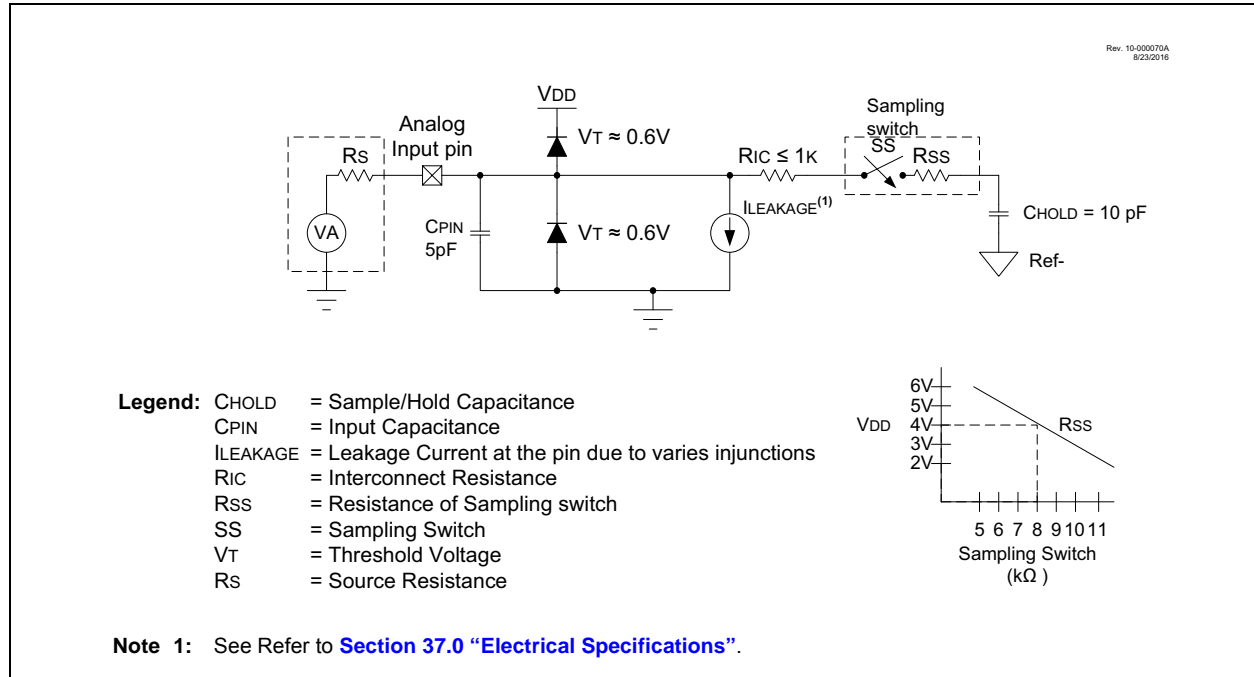 Rev. 10-000070A
8/23/2016
VDD
Sampling
switch
SS
Analog
Input pin
VT ≈ 0.6V
RS
RIC ≤ 1K
RSS
ILEAKAGE(1)
CHOLD = 10 pF
VA
CPIN
5pF
VT ≈ 0.6V
Ref-
Legend: CHOLD = Sample/Hold Capacitance
CPIN = Input Capacitance
ILEAKAGE = Leakage Current at the pin due to varies injunctions
RIC = Interconnect Resistance
RSS = Resistance of Sampling switch
SS = Sampling Switch
VT = Threshold Voltage
RS = Source Resistance
6V
5V
VDD 4V RSS
3V
2V
5 6 7 8 9 10 11
Sampling Switch
(kΩ )
Note 1: See Refer to Section 37.0 “Electrical Specifications”.